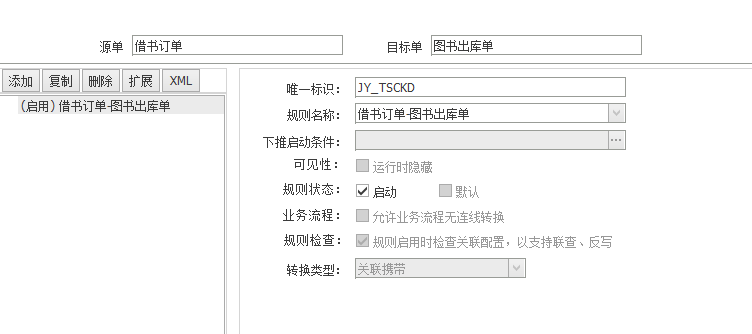 源单 借书订单 目标单 图书出库单
添加 复制 删除 扩展 XML
(启用) 借书订单-图书出库单
唯一标识： JY_TSCKD
规则名称： 借书订单-图书出库单
下推启动条件： ...
可见性： 运行时隐藏
规则状态： 启动 默认
业务流程： 允许业务流程无连线转换
规则检查： 规则启用时检查关联配置，以支持联查、反写
转换类型： 关联携带